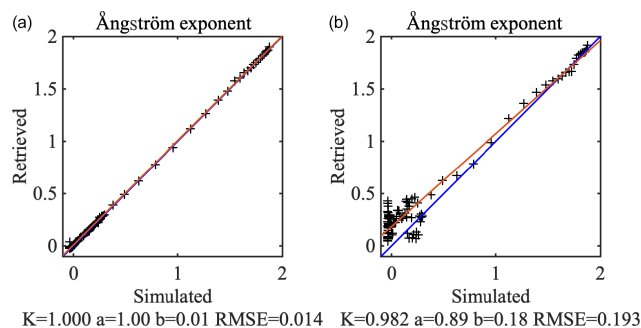 (a) Ångström exponent
2
1.5
1
0.5
0
Retrieved
0 1 2
Simulated
K=1.000 a=1.00 b=0.01 RMSE=0.014
(b) Ångström exponent
2
1.5
1
0.5
0
Retrieved
0 1 2
Simulated
K=0.982 a=0.89 b=0.18 RMSE=0.193